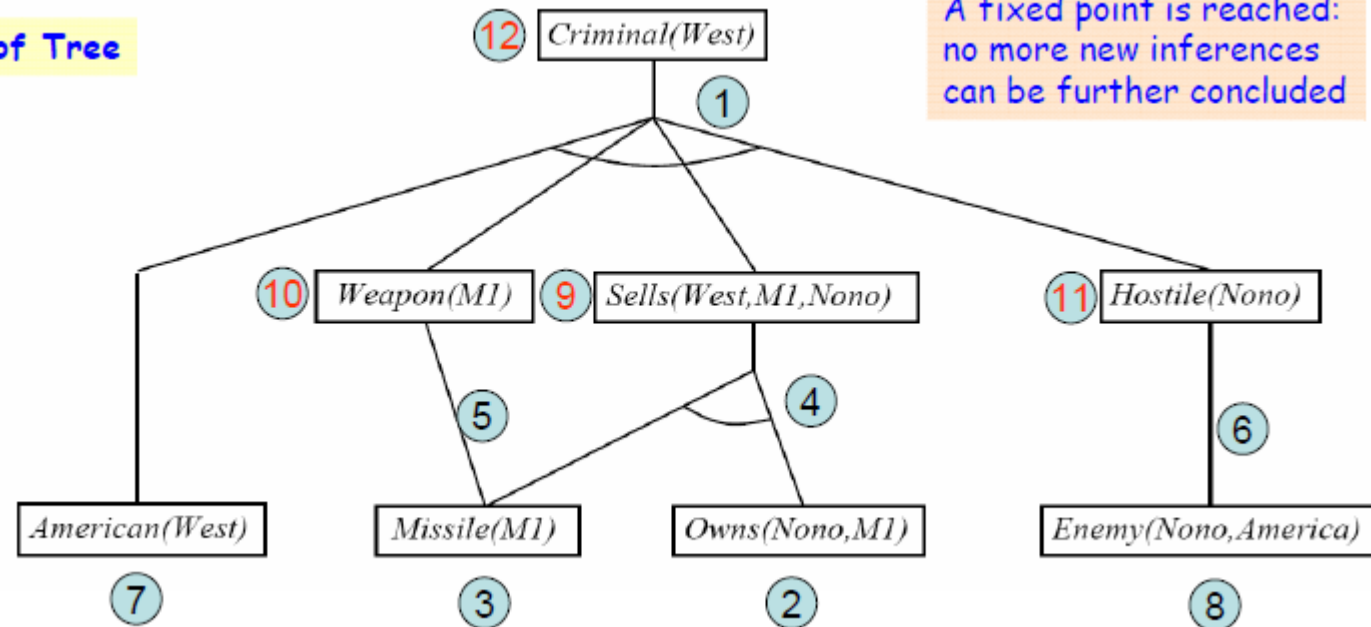 of Tree
12
Criminal(West)
A fixed point is reached:
no more new inferences
can be further concluded
1
10
Weapon(M1)
9
Sells(West,M1,Nono)
11
Hostile(Nono)
5
4
6
American(West)
Missile(M1)
Owns(Nono,M1)
Enemy(Nono,America)
7
3
2
8